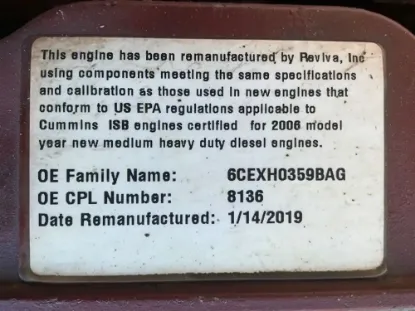 This engine has been remanufactured by Reviva, Inc
using components meeting the same specifications
and calibration as those used in new engines that
conform to US EPA regulations applicable to
Cummins ISB engines certified for 2006 model
year new medium heavy duty diesel engines.
OE Family Name: 6CEXH0359BAG
OE CPL Number: 8136
Date Remanufactured: 1/14/2019